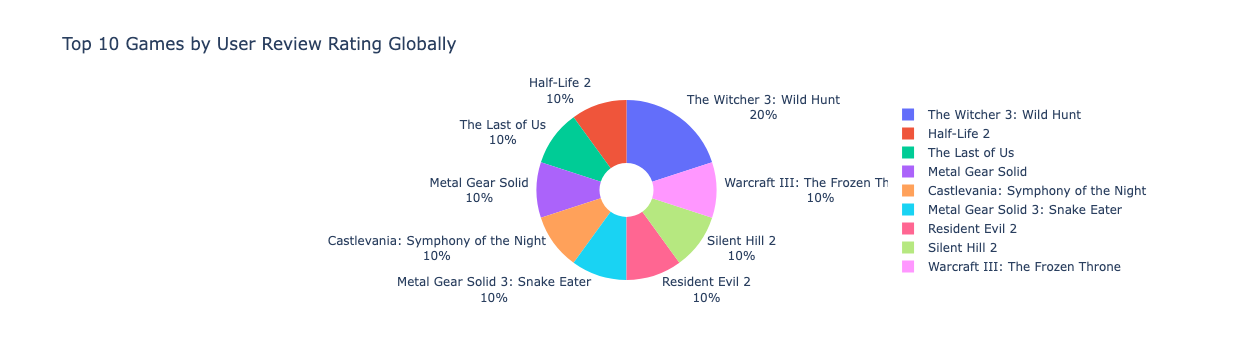 Top 10 Games by User Review Rating Globally
Half-Life 2
10%
The Witcher 3: Wild Hunt
20%
The Last of Us
10%
Metal Gear Solid
10%
Warcraft III: The Frozen Th
10%
Castlevania: Symphony of the Night
10%
Silent Hill 2
10%
Metal Gear Solid 3: Snake Eater
10%
Resident Evil 2
10%
The Witcher 3: Wild Hunt
Half-Life 2
The Last of Us
Metal Gear Solid
Castlevania: Symphony of the Night
Metal Gear Solid 3: Snake Eater
Resident Evil 2
Silent Hill 2
Warcraft III: The Frozen Throne